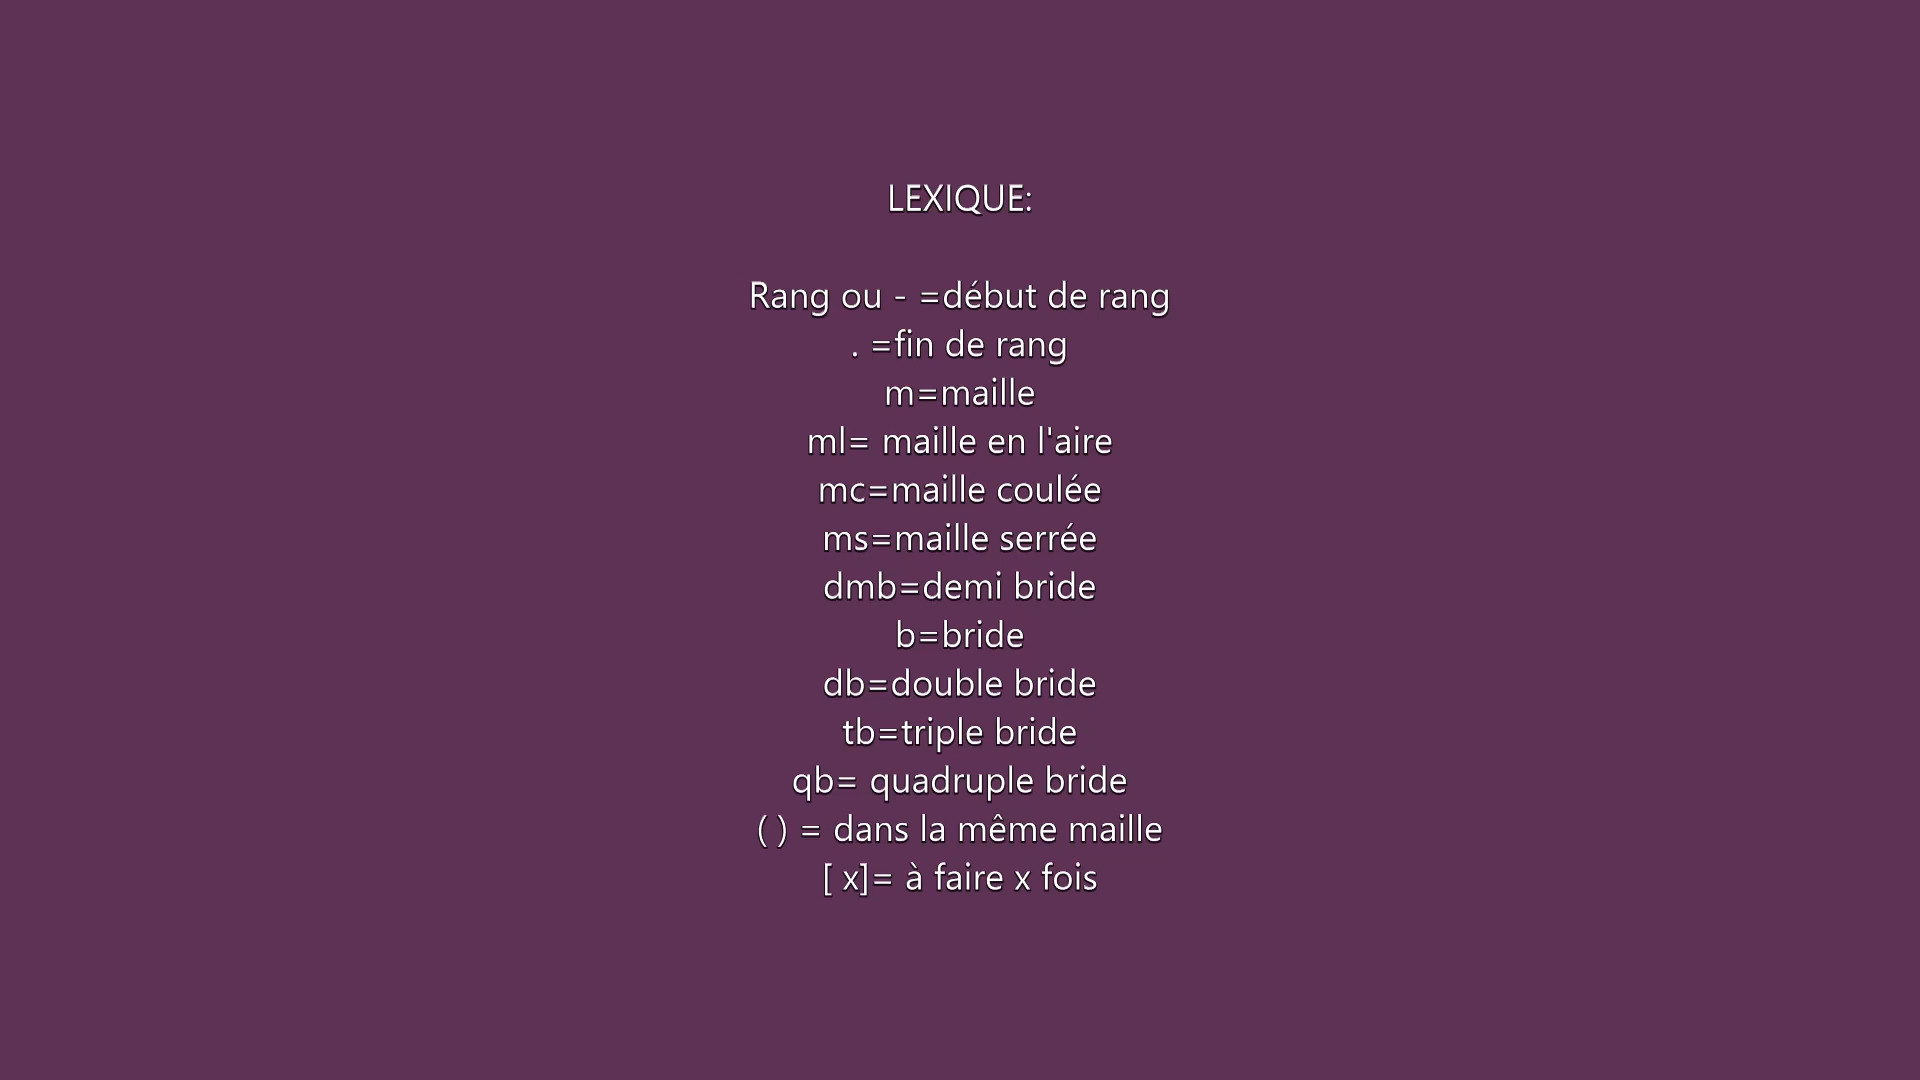 LEXIQUE:
Rang ou - =début de rang
. =fin de rang
m=maille
ml= maille en l'aire
mc=maille coulée
ms=maille serrée
dmb=demi bride
b=bride
db=double bride
tb=triple bride
qb= quadruple bride
( ) = dans la même maille
[ x]= à faire x fois